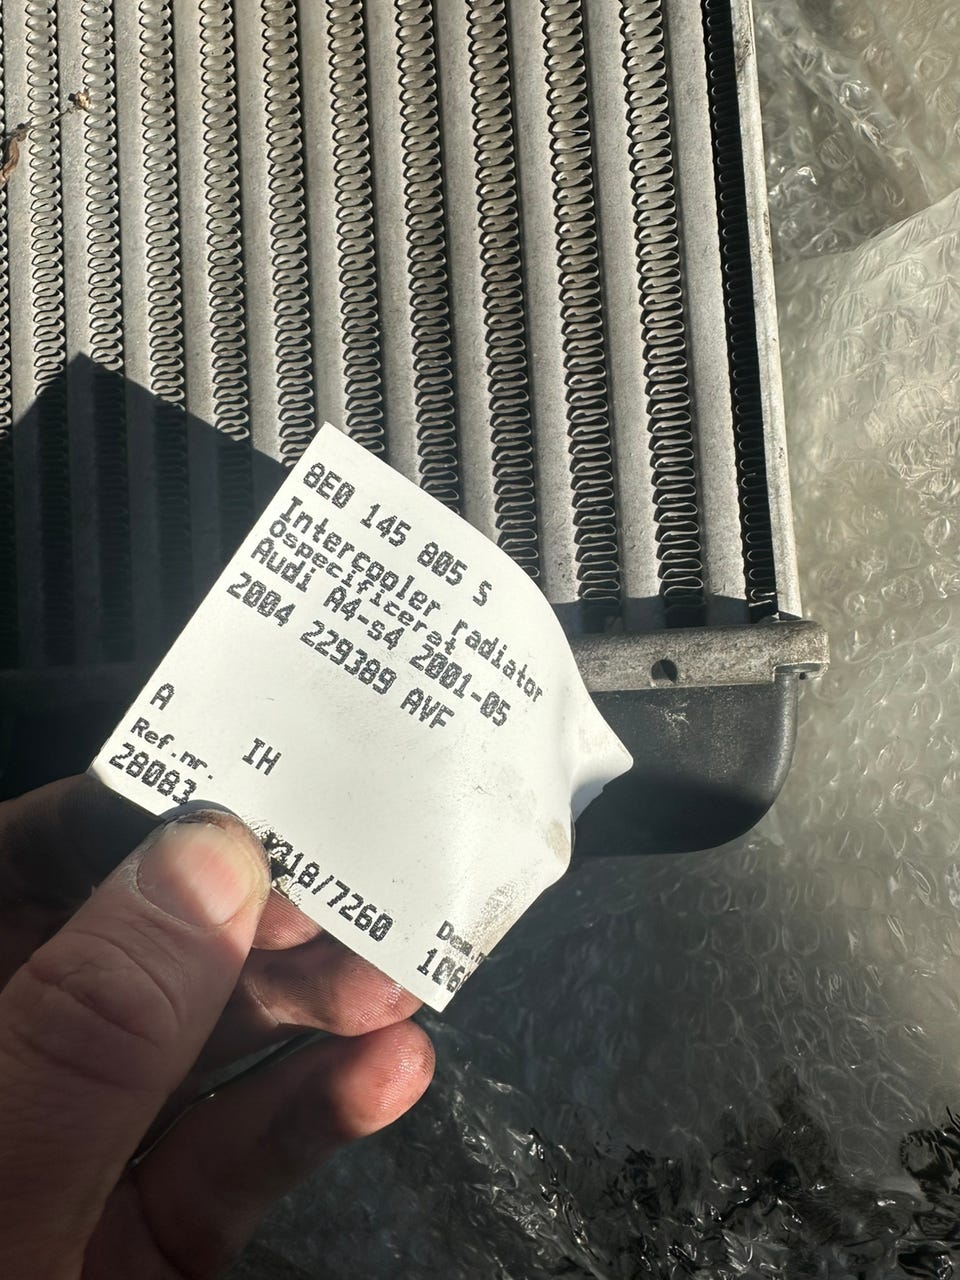 8E0 145 805 S
Intercooler radiator
Ospecificerat
Audi A4-S4 2001-05
2004 229389 AVF
A
IH
Ref.nr.
28083
18/7260